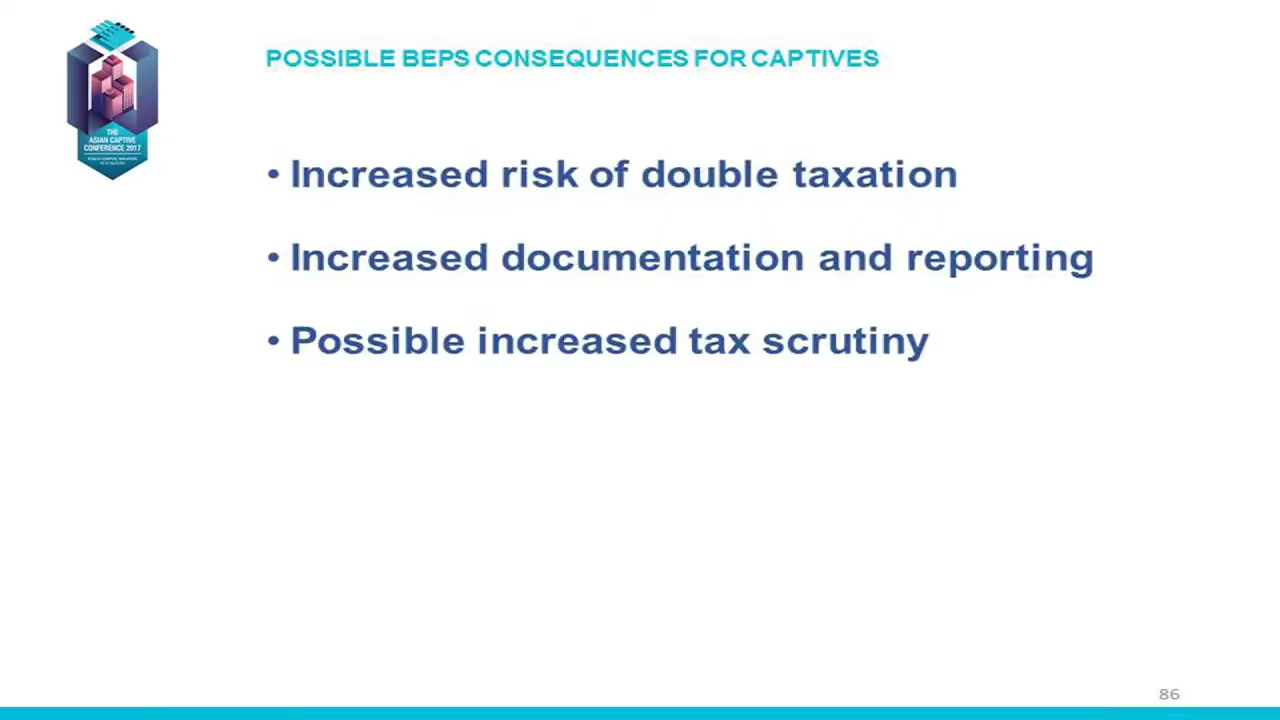 POSSIBLE BEPS CONSEQUENCES FOR CAPTIVES
THE
ASIAN CAPTIVE
CONFERENCE 2017
• Increased risk of double taxation
• Increased documentation and reporting
• Possible increased tax scrutiny
86